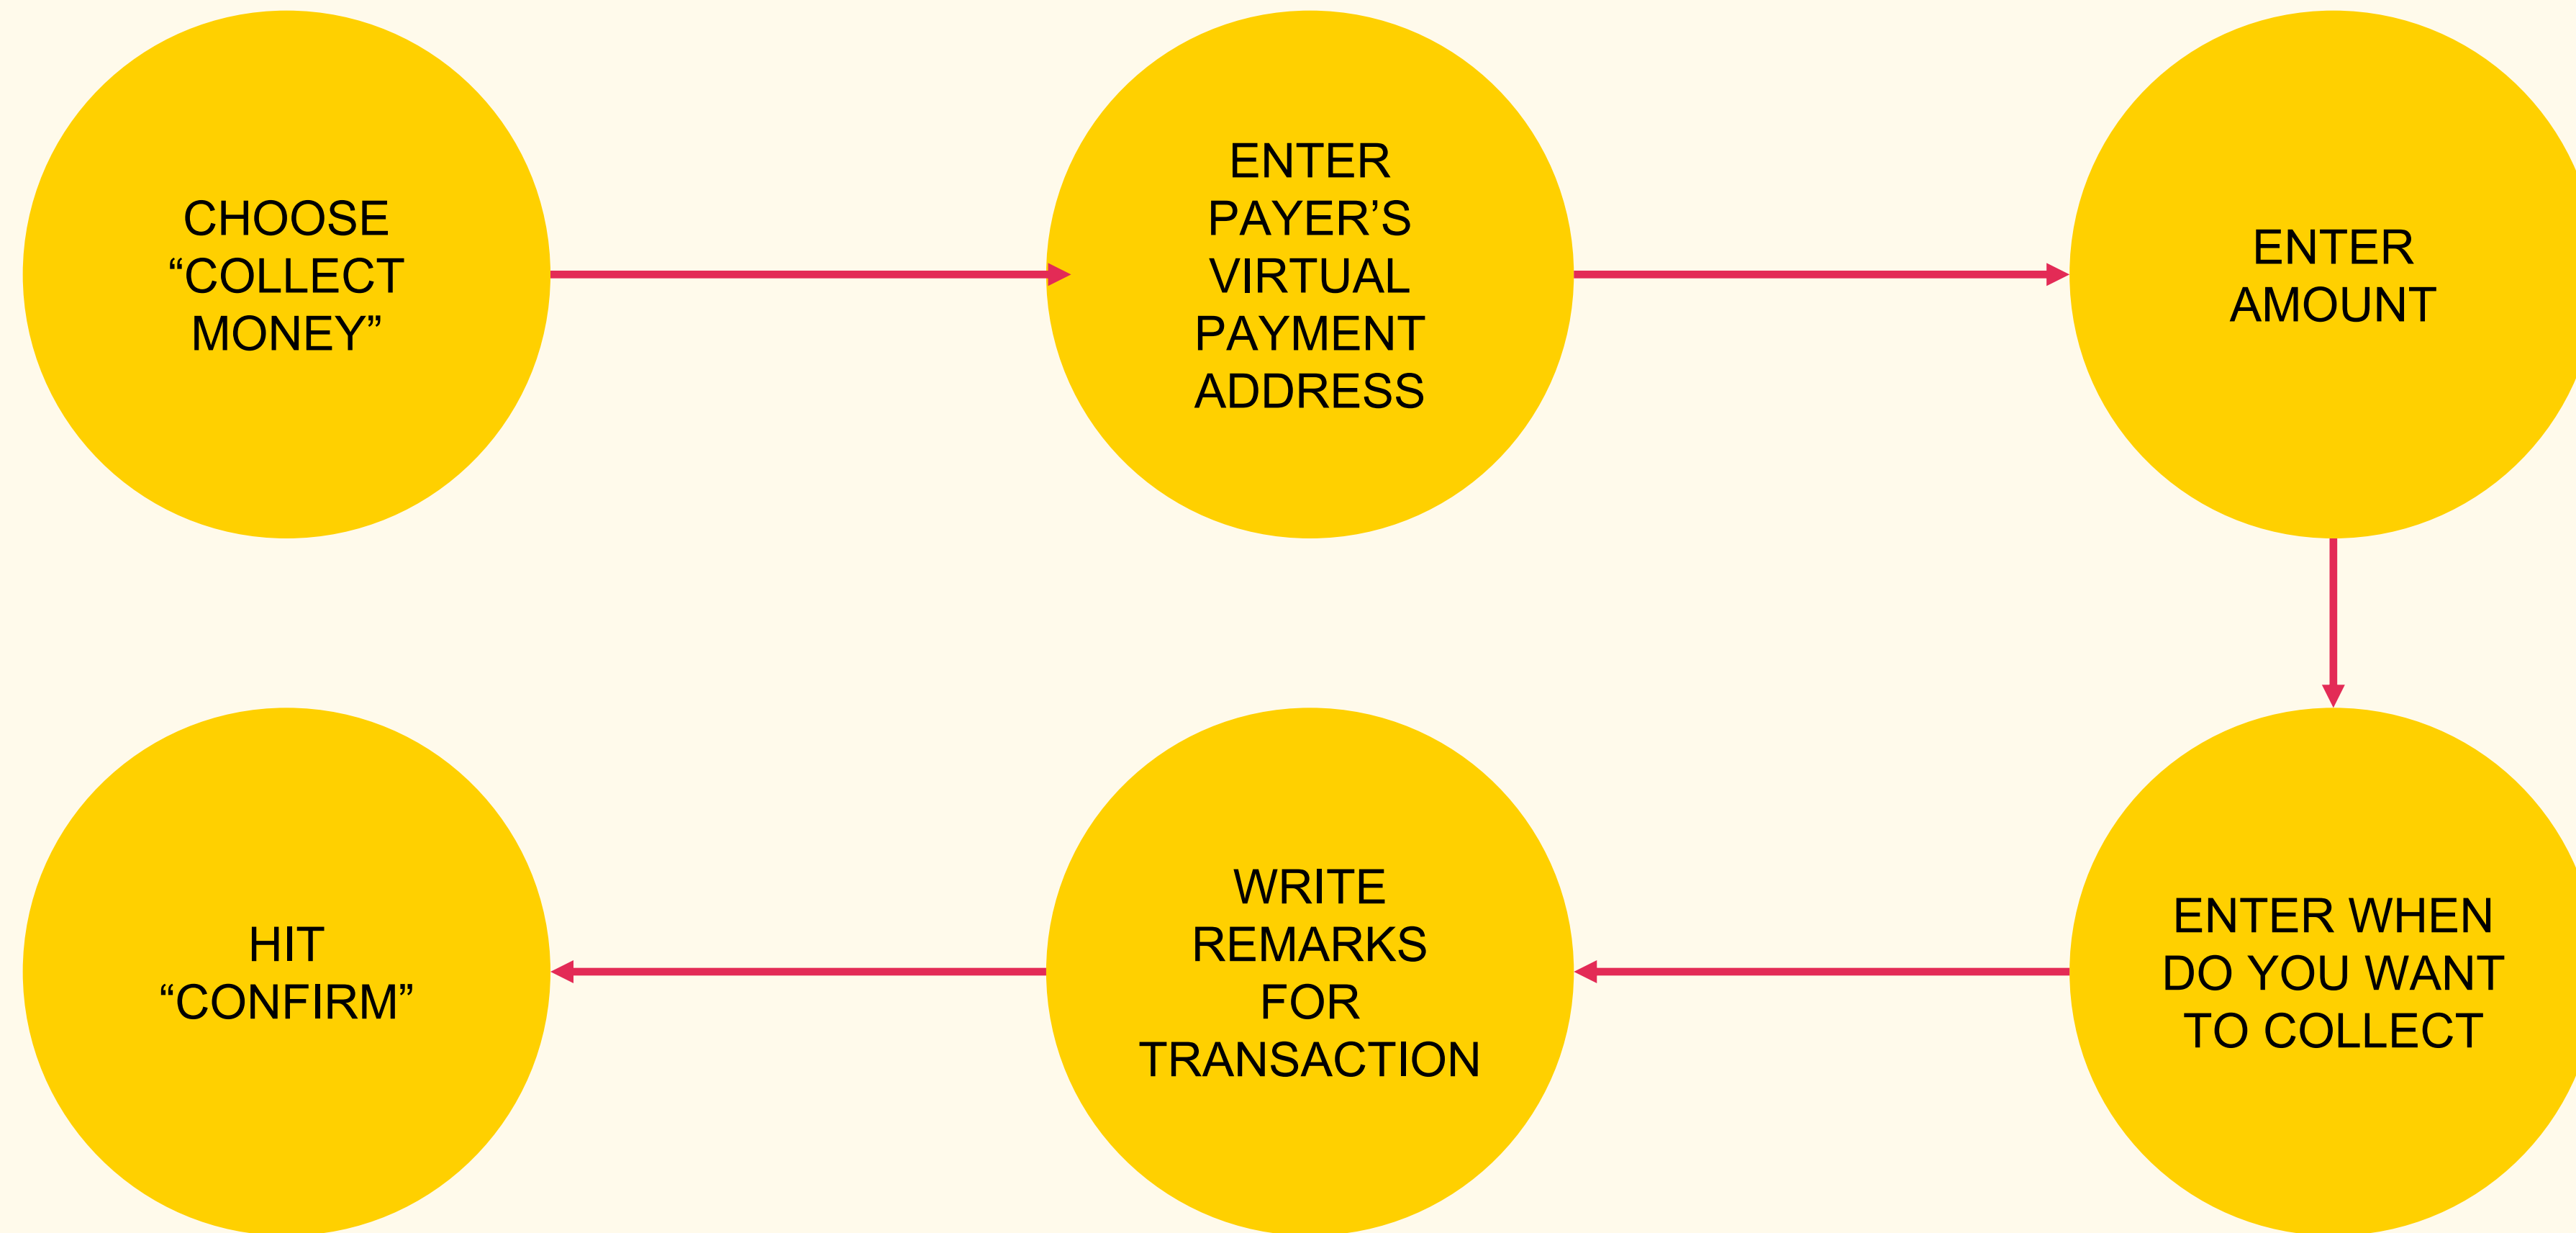 CHOOSE
“COLLECT
MONEY”
ENTER
PAYER’S
VIRTUAL
PAYMENT
ADDRESS
ENTER
AMOUNT
ENTER WHEN
DO YOU WANT
TO COLLECT
WRITE
REMARKS
FOR
TRANSACTION
HIT
“CONFIRM”